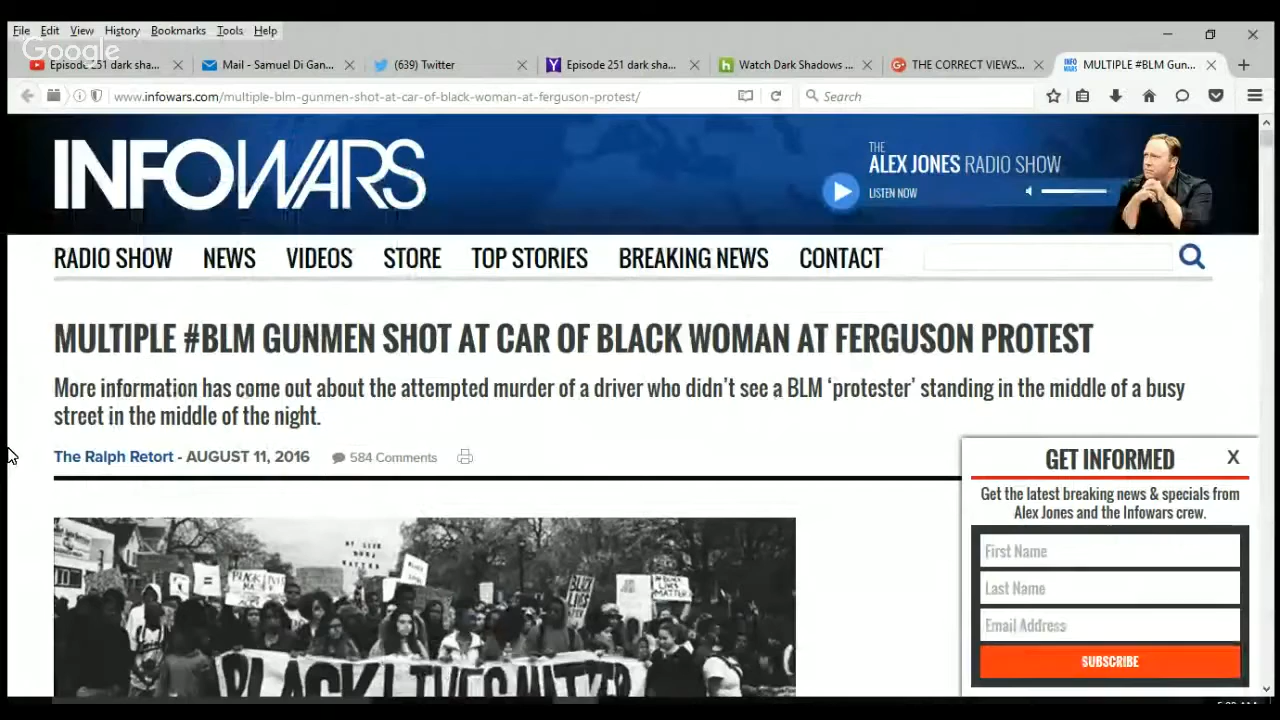 File Edit View History Bookmarks Tools Help
Google
Episode 251 dark sha...
Mail - Samuel Di Gan...
(639) Twitter
Episode 251 dark sha...
Watch Dark Shadows ...
THE CORRECT VIEWS...
INFO WARS MULTIPLE #BLM Gun...
www.infowars.com/multiple-blm-gunmen-shot-at-car-of-black-woman-at-ferguson-protest/
Search
INFOWARS
THE
ALEX JONES RADIO SHOW
LISTEN NOW
RADIO SHOW NEWS VIDEOS STORE TOP STORIES BREAKING NEWS CONTACT
MULTIPLE #BLM GUNMEN SHOT AT CAR OF BLACK WOMAN AT FERGUSON PROTEST
More information has come out about the attempted murder of a driver who didn't see a BLM ‘protester’ standing in the middle of a busy
street in the middle of the night.
The Ralph Retort - AUGUST 11, 2016 584 Comments
GET INFORMED X
Get the latest breaking news & specials from
Alex Jones and the Infowars crew.
First Name
Last Name
Email Address
SUBSCRIBE
BLACK LIVES MATTER